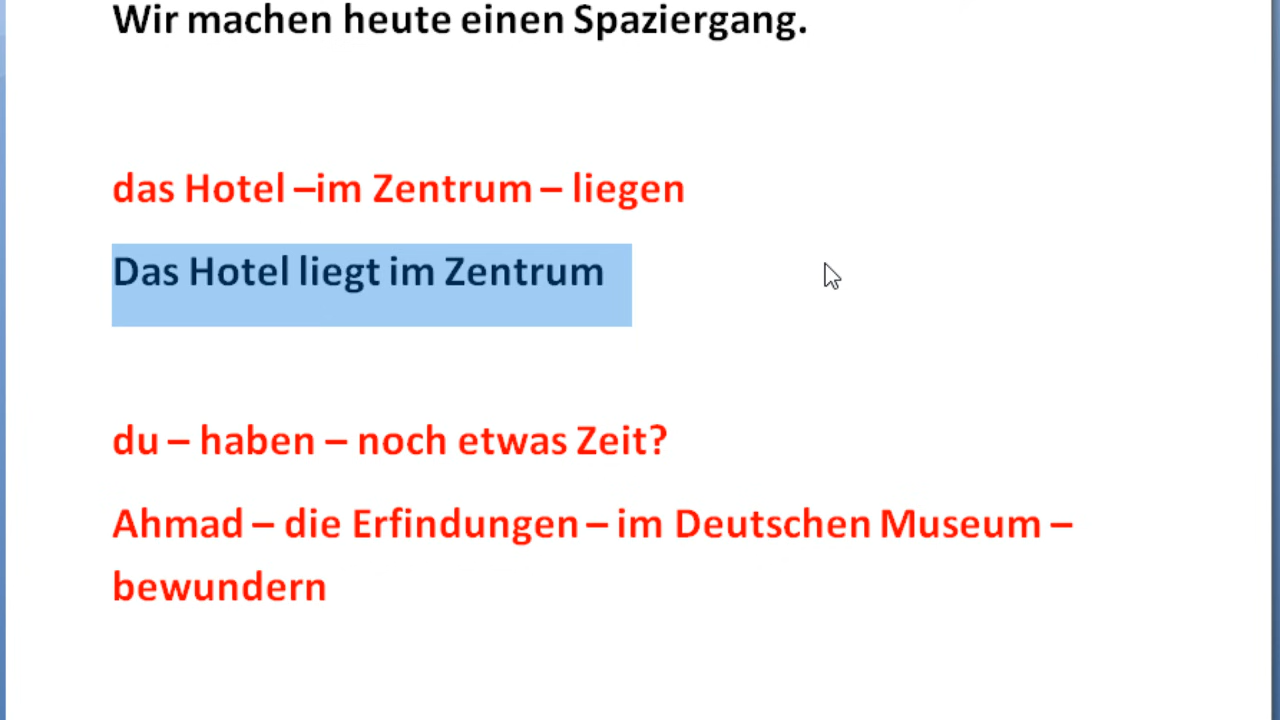 Wir machen heute einen Spaziergang.
das Hotel –im Zentrum – liegen
Das Hotel liegt im Zentrum
du – haben – noch etwas Zeit?
Ahmad – die Erfindungen – im Deutschen Museum –
bewundern